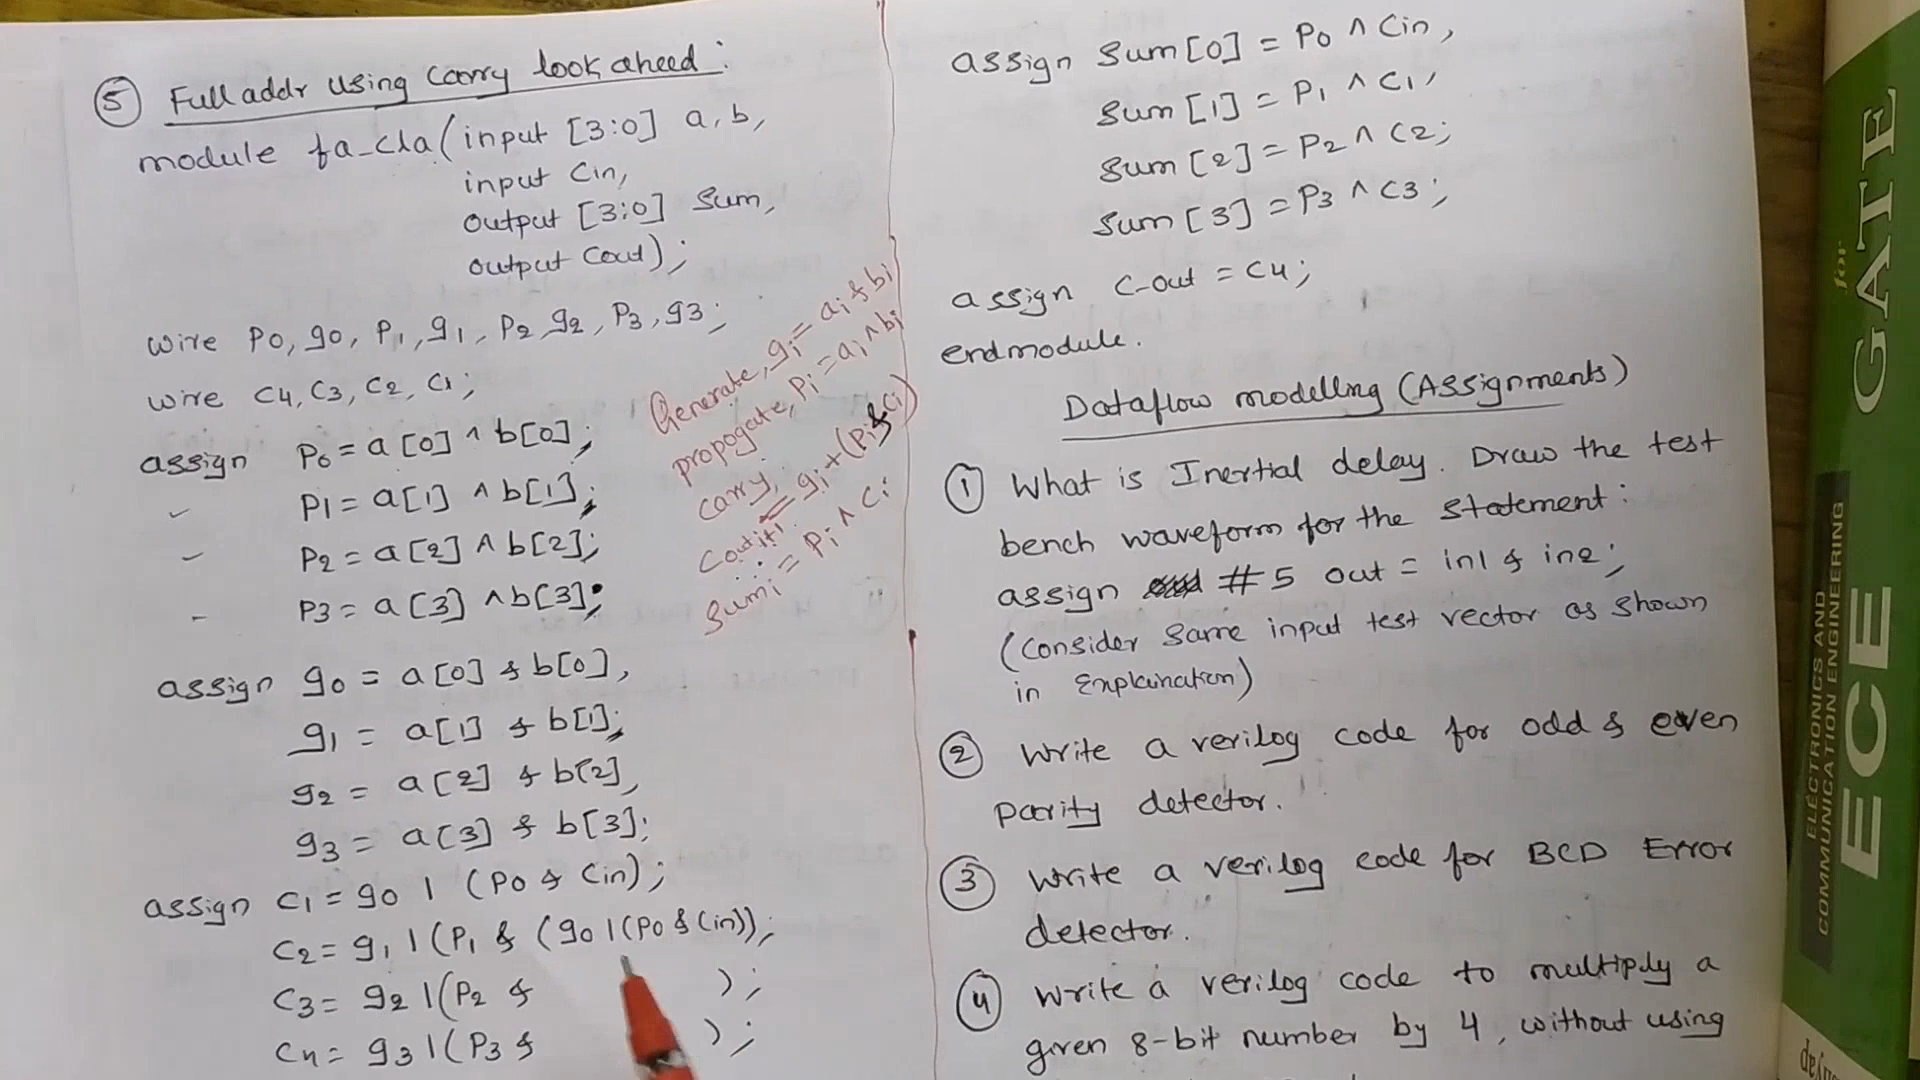 5 Full addr using Carry look ahead:
module fa_cla(input [3:0] a, b,
input Cin,
output [3:0] Sum,
output Cout);
wire P0, g0, P1, g1, P2 g2, P3, g3;
wire C4, C3, C2, C1;
assign P0 = a[0] ^ b[0];
P1 = a[1] ^ b[1];
P2 = a[2] ^ b[2];
P3 = a[3] ^ b[3];
Generate, gi = ai & bi
propogate, Pi = ai ^ bi
carry,
= gi + (Pi & Ci)
Sumi = Pi ^ Ci
assign g0 = a[0] & b[0],
g1 = a[1] & b[1];
g2 = a[2] & b[2],
g3 = a[3] & b[3];
assign C1 = g0 | (P0 & Cin);
C2 = g1 | (P1 & (g0 | (P0 & Cin));
C3 = g2 | (P2 & );
C4 = g3 | (P3 & );
assign Sum[0] = P0 ^ Cin,
Sum[1] = P1 ^ C1,
Sum[2] = P2 ^ C2;
Sum[3] = P3 ^ C3;
assign C-out = C4;
endmodule.
Dataflow modelling (Assignments)
1 What is Inertial delay. Draw the test
bench waveform for the statement:
assign #5 out = in1 & in2;
(Consider same input test vector as shown
in Explaination)
2 Write a verilog code for odd & even
parity detector.
3 Write a verilog code for BCD Error
detector.
4 Write a verilog code to multiply a
given 8-bit number by 4, without using
for GATE
ELECTRONICS AND
COMMUNICATION ENGINEERING
ECE